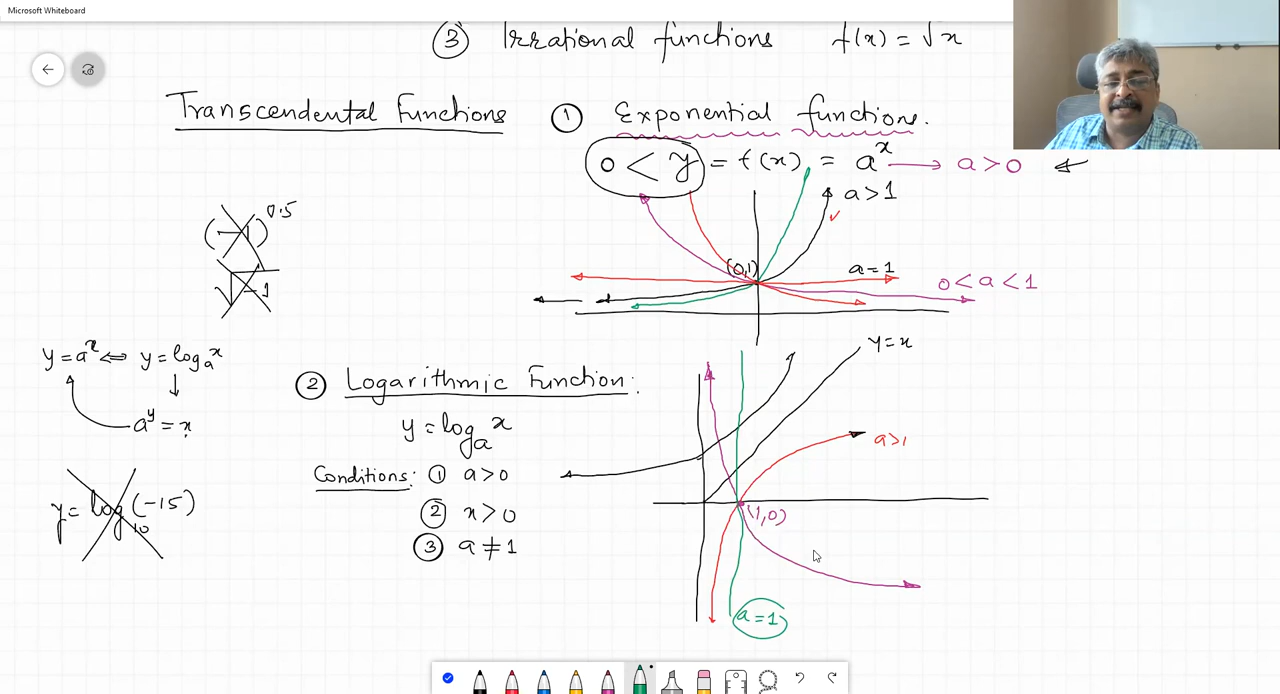 Microsoft Whiteboard
③ Irrational functions f(x) = √x
Transcendental Functions
① Exponential functions.
0 < y = f(x) = a^x → a > 0 ←
a > 1
(-1)^0.5
√-1
(0,1)
a = 1
0 < a < 1
y = a^x ⇔ y = log_a x
↓
a^y = x
② Logarithmic Function:
y = log_a x
Conditions: ① a > 0
② x > 0
③ a ≠ 1
y = log_10 (-15)
y = x
a > 1
(1,0)
a = 1